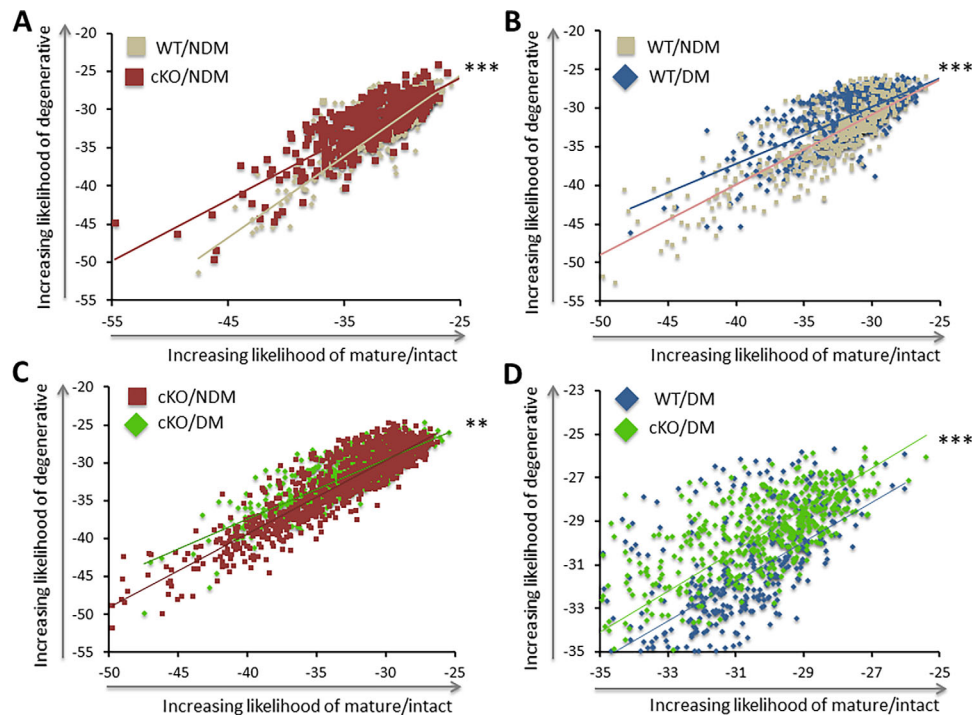 A
Increasing likelihood of degenerative
-20
-25
-30
-35
-40
-45
-50
-55
WT/NDM
cKO/NDM
***
-55
-45
-35
-25
Increasing likelihood of mature/intact
B
Increasing likelihood of degenerative
-20
-25
-30
-35
-40
-45
-50
-55
WT/NDM
WT/DM
***
-50
-45
-40
-35
-30
-25
Increasing likelihood of mature/intact
C
Increasing likelihood of degenerative
-20
-25
-30
-35
-40
-45
-50
-55
cKO/NDM
cKO/DM
**
-50
-45
-40
-35
-30
-25
Increasing likelihood of mature/intact
D
Increasing likelihood of degenerative
-23
-25
-27
-29
-31
-33
-35
WT/DM
cKO/DM
***
-35
-33
-31
-29
-27
-25
Increasing likelihood of mature/intact